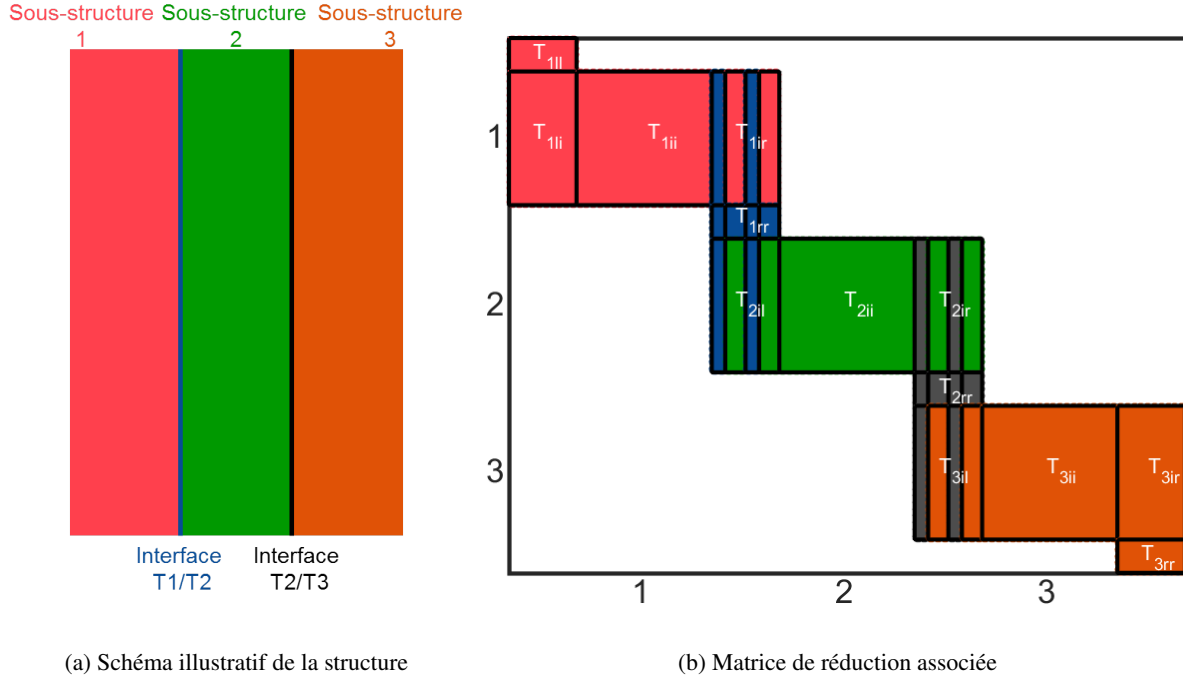 Sous-structure Sous-structure Sous-structure
1 2 3
Interface Interface
T1/T2 T2/T3
(a) Schéma illustratif de la structure
T1ll
1 T1li T1ii T1ir
T1rr
2 T2il T2ii T2ir
T2rr
3 T3il T3ii T3ir
T3rr
1 2 3
(b) Matrice de réduction associée